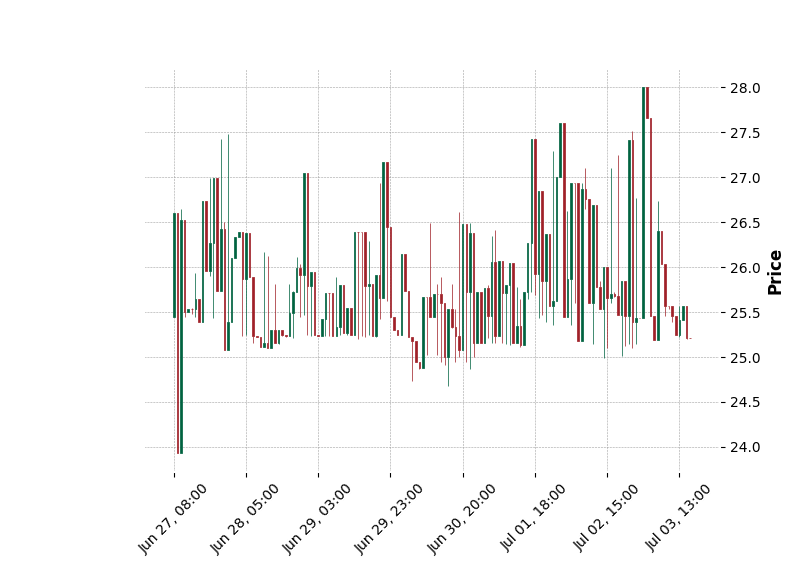 28.0
27.5
27.0
26.5
26.0
25.5
25.0
24.5
24.0
Price
Jun 27, 08:00
Jun 28, 05:00
Jun 29, 03:00
Jun 29, 23:00
Jun 30, 20:00
Jul 01, 18:00
Jul 02, 15:00
Jul 03, 13:00